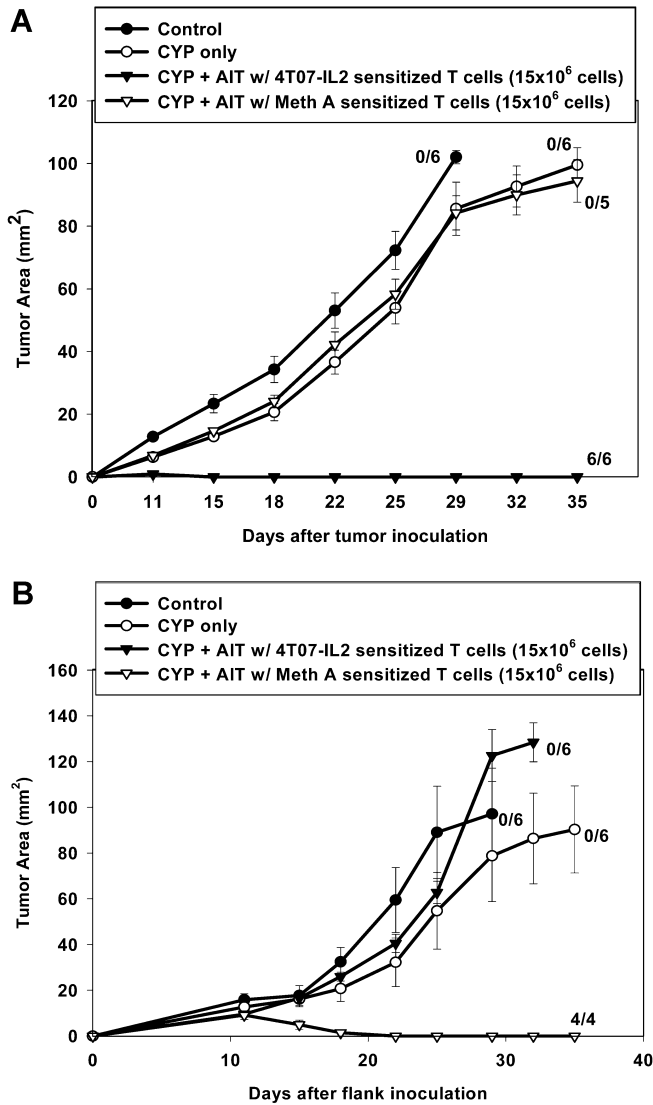 A
Control
CYP only
CYP + AIT w/ 4T07-IL2 sensitized T cells (15x10⁶ cells)
CYP + AIT w/ Meth A sensitized T cells (15x10⁶ cells)
120
100
80
60
40
20
0
Tumor Area (mm²)
0/6
0/6
0/5
6/6
0 11 15 18 22 25 29 32 35
Days after tumor inoculation
B
Control
CYP only
CYP + AIT w/ 4T07-IL2 sensitized T cells (15x10⁶ cells)
CYP + AIT w/ Meth A sensitized T cells (15x10⁶ cells)
160
140
120
100
80
60
40
20
0
Tumor Area (mm²)
0/6
0/6
0/6
4/4
0 10 20 30 40
Days after flank inoculation